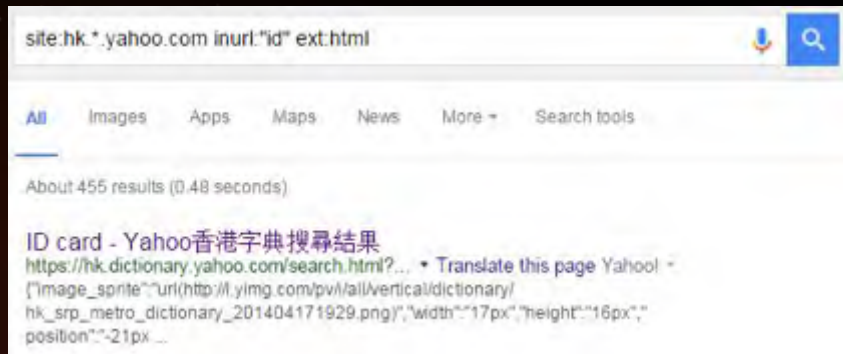 site:hk.*.yahoo.com inurl:"id" ext:html
All Images Apps Maps News More Search tools
About 455 results (0.48 seconds)
ID card - Yahoo香港字典搜尋結果
https://hk.dictionary.yahoo.com/search.html?... Translate this page Yahoo!
{"image_sprite":"url(http://l.yimg.com/pv/i/all/vertical/dictionary/
hk_srp_metro_dictionary_201404171929.png)","width":"17px","height":"16px","
position":"-21px ...